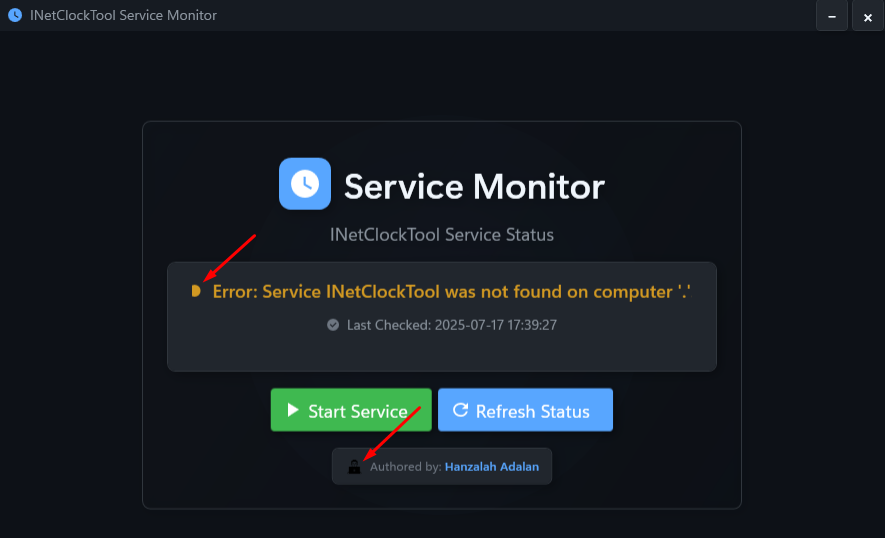 INetClockTool Service Monitor
Service Monitor
INetClockTool Service Status
Error: Service INetClockTool was not found on computer '.'
Last Checked: 2025-07-17 17:39:27
Start Service Refresh Status
Authored by: Hanzalah Adalan